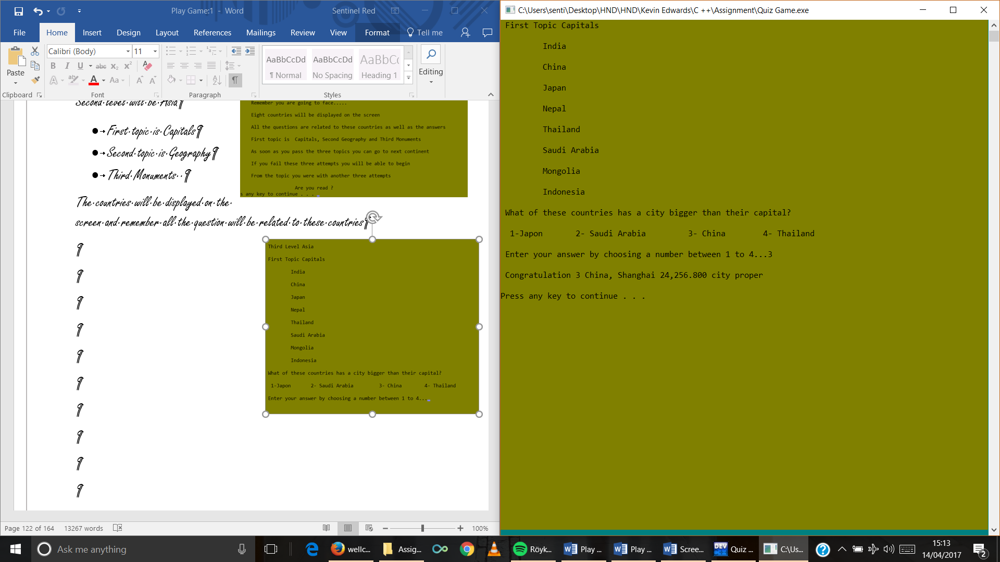 Play Game:1 - Word
Sentinel Red
File
Home
Insert
Design
Layout
References
Mailings
Review
View
Format
Tell me
Paste
Clipboard
Calibri (Body)
11
Font
Paragraph
AaBbCcDd
¶ Normal
AaBbCcDd
No Spacing
AaBbCc
Heading 1
Styles
Editing
Second level will be Asia¶
First topic is Capitals¶
Second topic is Geography¶
Third Monuments ¶
The countries will be displayed on the
screen and remember all the question will be related to these countries¶
Remember you are going to face.....
Eight countries will be displayed on the screen
All the questions are related to these countries as well as the answers
First topic is  Capitals, Second Geography and Third Monuments
As soon as you pass the three topics you can go to next continent
If you fail these three attempts you will be able to begin
From the topic you were with another three attempts
Are you read ?
s any key to continue . . .
Third Level Asia
First Topic Capitals
India
China
Japan
Nepal
Thailand
Saudi Arabia
Mongolia
Indonesia
What of these countries has a city bigger than their capital?
1-Japon 2- Saudi Arabia 3- China 4- Thailand
Enter your answer by choosing a number between 1 to 4...
¶
¶
¶
¶
¶
¶
¶
¶
¶
¶
Page 122 of 164
13267 words
100%
C:\Users\senti\Desktop\HND\HND\Kevin Edwards\C ++\Assignment\Quiz Game.exe
First Topic Capitals
India
China
Japan
Nepal
Thailand
Saudi Arabia
Mongolia
Indonesia
What of these countries has a city bigger than their capital?
1-Japon 2- Saudi Arabia 3- China 4- Thailand
Enter your answer by choosing a number between 1 to 4...3
Congratulation 3 China, Shanghai 24,256.800 city proper
Press any key to continue . . .
Ask me anything
wellc...
Assig...
Röyk...
Play ...
Play ...
Scree...
DEV
Quiz ...
C:\Us...
15:13
14/04/2017
2